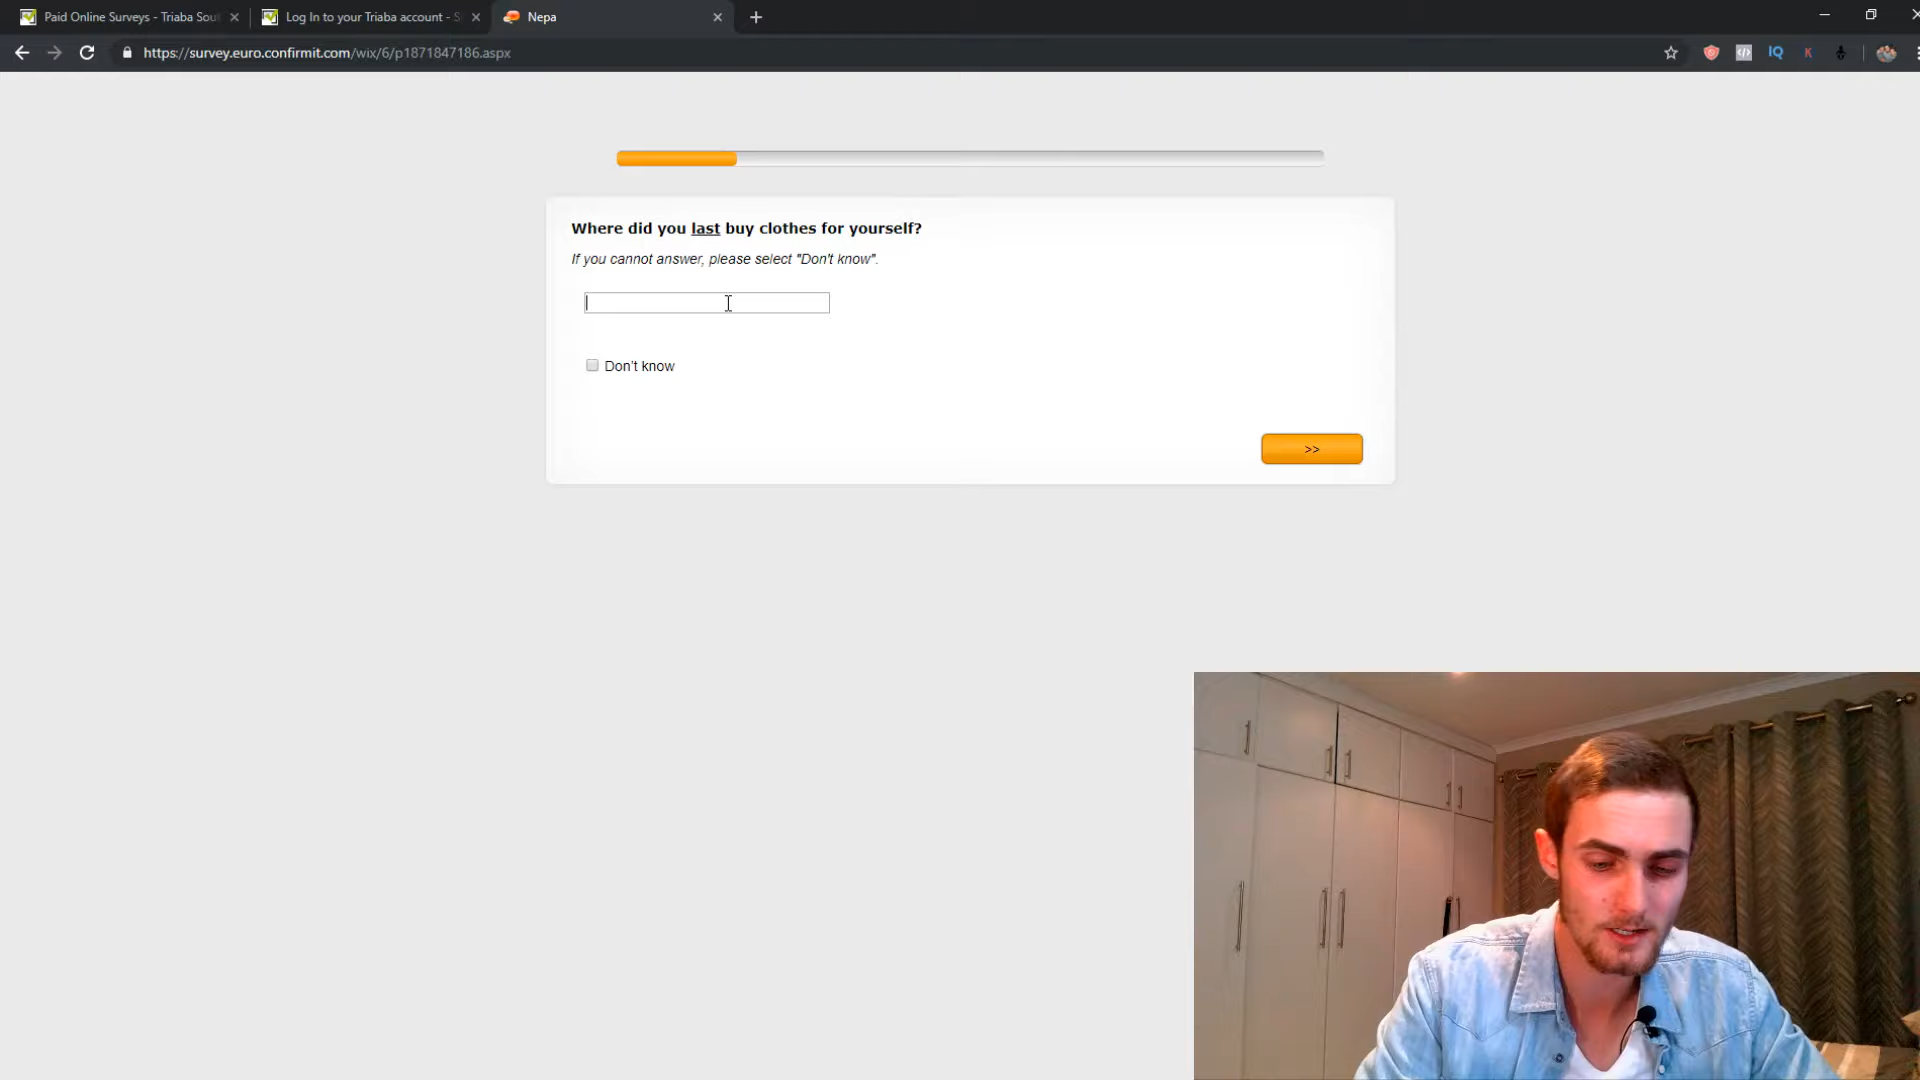 Paid Online Surveys - Triaba Sou
Log In to your Triaba account - S
Nepa
https://survey.euro.confirmit.com/wix/6/p1871847186.aspx
IQ
K
Where did you last buy clothes for yourself?
If you cannot answer, please select "Don't know".
Don't know
>>